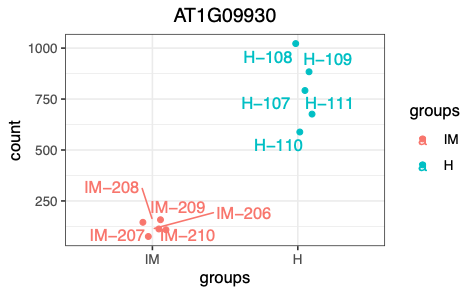 AT1G09930
count
1000
750
500
250
H−108
H−109
H−107
H−111
H−110
IM−208
IM−209
IM−206
IM−207
IM−210
IM
H
groups
groups
a IM
a H